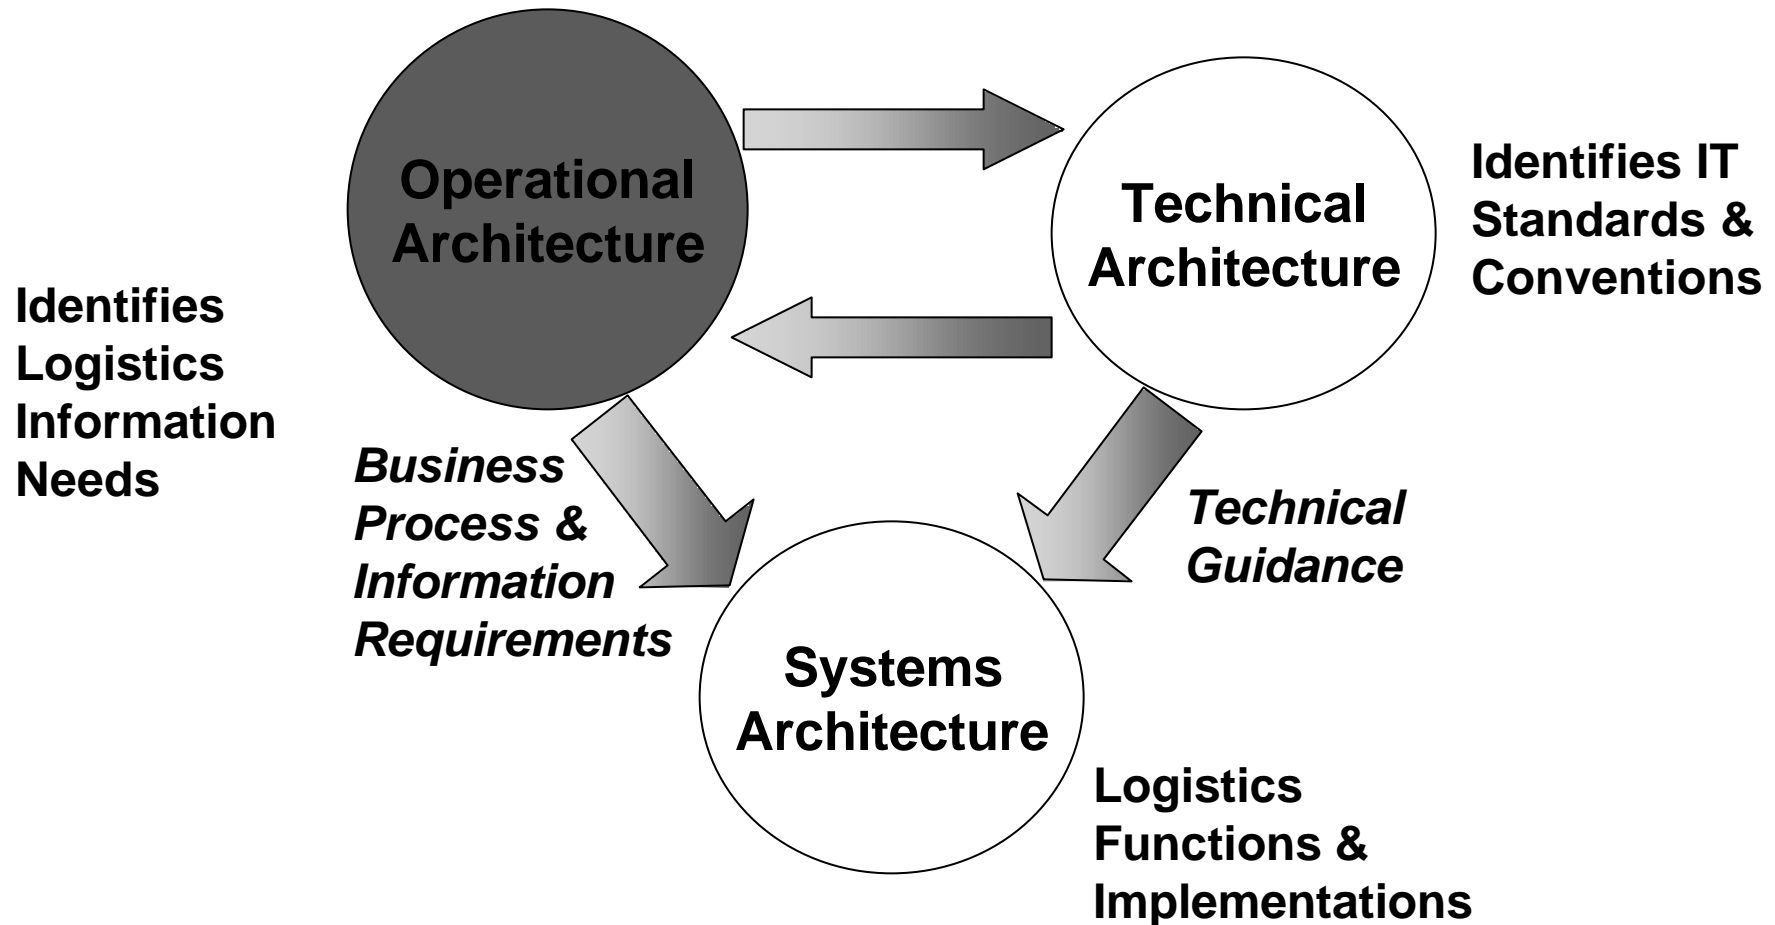 Operational
Architecture
Technical
Architecture
Identifies IT
Standards &
Conventions
Identifies
Logistics
Information
Needs
Business
Process &
Information
Requirements
Technical
Guidance
Systems
Architecture
Logistics
Functions &
Implementations